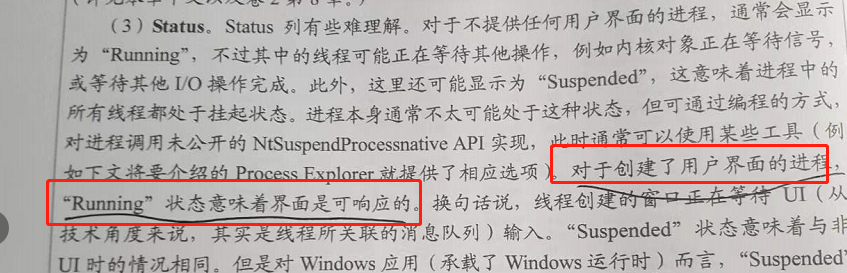 （3）Status。Status 列有些难理解。对于不提供任何用户界面的进程，通常会显示
为“Running”，不过其中的线程可能正在等待其他操作，例如内核对象正在等待信号，
或等待其他 I/O 操作完成。此外，这里还可能显示为“Suspended”，这意味着进程中的
所有线程都处于挂起状态。进程本身通常不太可能处于这种状态，但可通过编程的方式，
对进程调用未公开的 NtSuspendProcessnative API 实现，此时通常可以使用某些工具（例
如下文将要介绍的 Process Explorer 就提供了相应选项）。对于创建了用户界面的进程，
“Running”状态意味着界面是可响应的。换句话说，线程创建的窗口正在等待 UI（从
技术角度来说，其实是线程所关联的消息队列）输入。“Suspended”状态意味着与非
UI 时的情况相同。但是对 Windows 应用（承载了 Windows 运行时）而言，“Suspended”